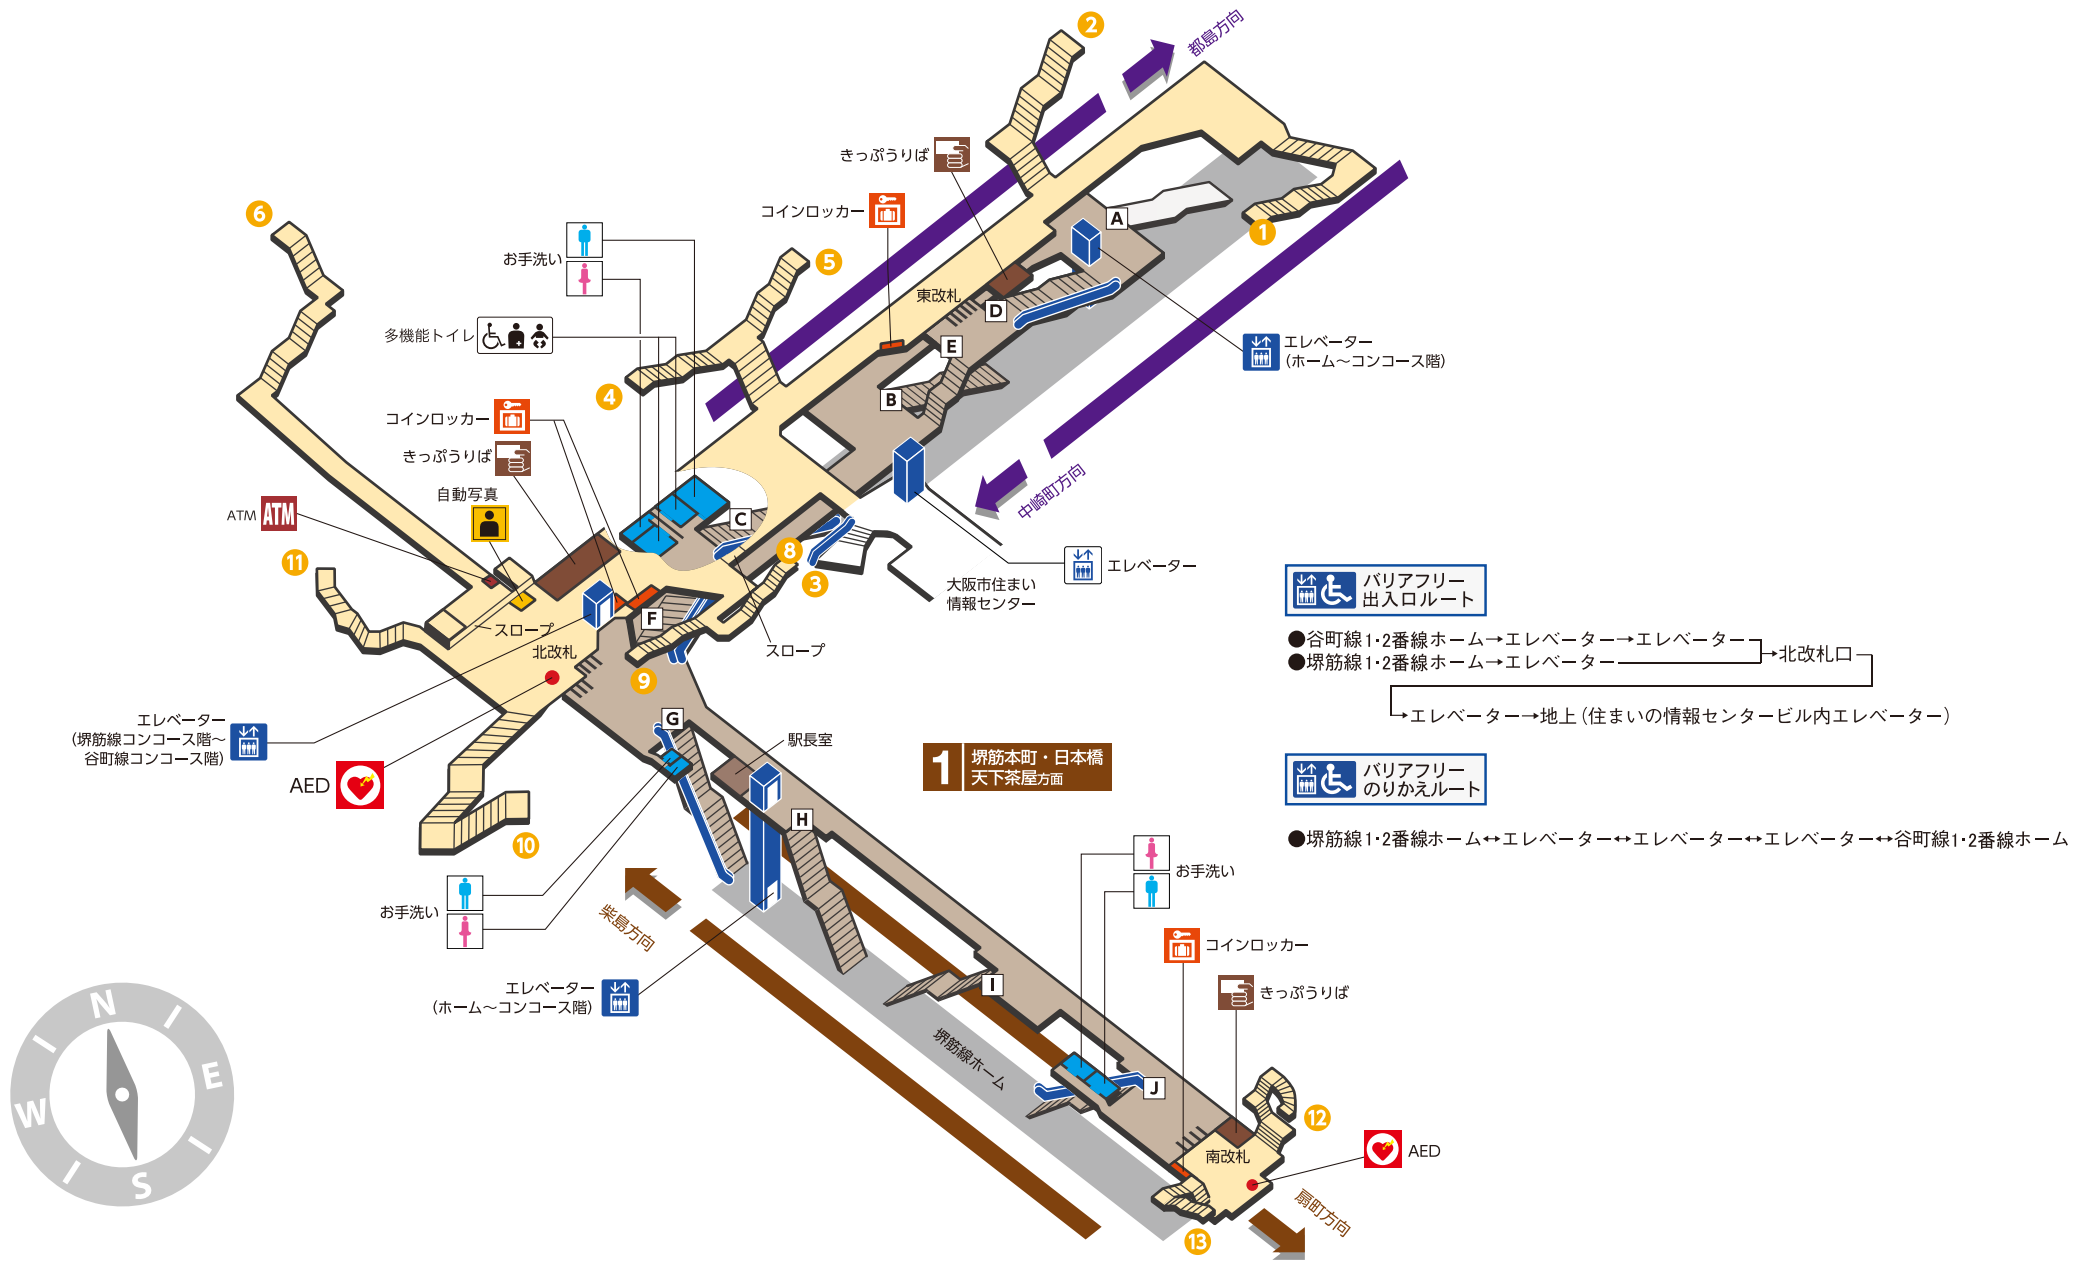 2
都島方向
きっぷうりば
6
コインロッカー
A
1
お手洗い
5
東改札
D
多機能トイレ
E
エレベーター
(ホーム～コンコース階)
4
B
コインロッカー
きっぷうりば
自動写真
中崎町方向
ATM
ATM
C
11
8
3
エレベーター
大阪市住まい
情報センター
F
スロープ
スロープ
北改札
9
バリアフリー
出入口ルート
●谷町線1・2番線ホーム→エレベーター→エレベーター
●堺筋線1・2番線ホーム→エレベーター
→北改札口
→エレベーター→地上(住まいの情報センタービル内エレベーター)
G
エレベーター
(堺筋線コンコース階～
谷町線コンコース階)
駅長室
1
堺筋本町・日本橋
天下茶屋方面
バリアフリー
のりかえルート
AED
●堺筋線1・2番線ホーム↔エレベーター↔エレベーター↔エレベーター↔谷町線1・2番線ホーム
H
10
お手洗い
お手洗い
柴島方向
コインロッカー
エレベーター
(ホーム～コンコース階)
I
きっぷうりば
堺筋線ホーム
J
12
南改札
AED
扇町方向
13
N
E
S
W